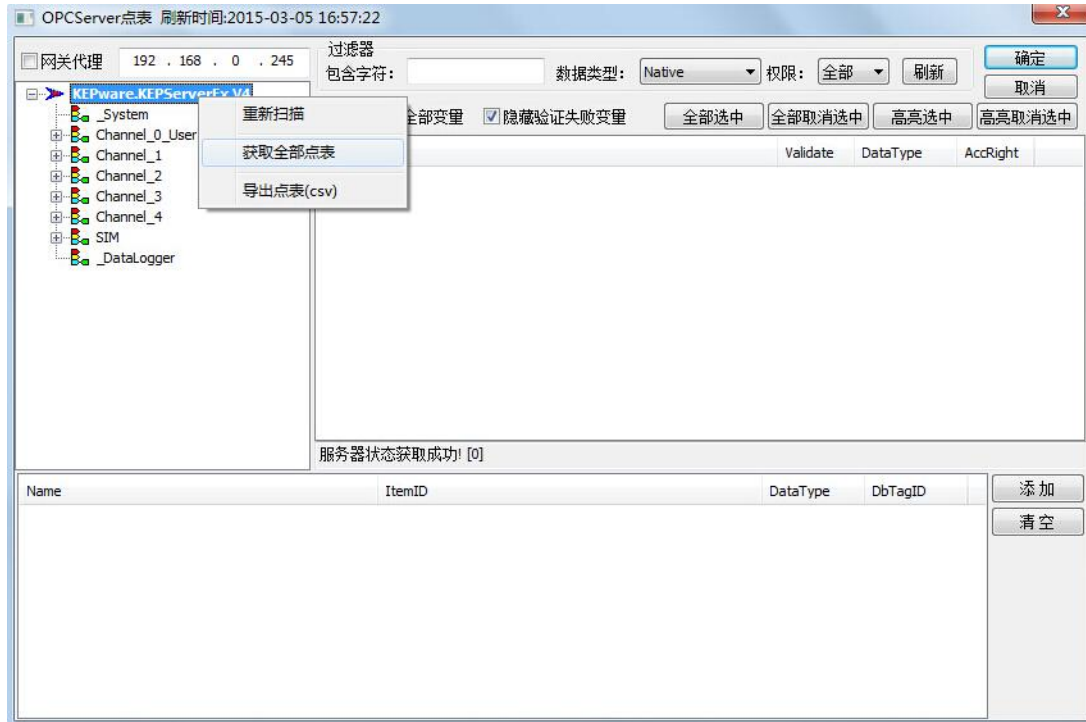 OPCServer点表 刷新时间:2015-03-05 16:57:22
网关代理 192 . 168 . 0 . 245
过滤器
包含字符: 数据类型: Native 权限: 全部 刷新
确定
取消
KEPware.KEPServerEx.V4
_System
Channel_0_User
Channel_1
Channel_2
Channel_3
Channel_4
SIM
_DataLogger
重新扫描
获取全部点表
导出点表(csv)
全部变量 隐藏验证失败变量 全部选中 全部取消选中 高亮选中 高亮取消选中
Validate DataType AccRight
服务器状态获取成功! [0]
Name ItemID DataType DbTagID
添加
清空